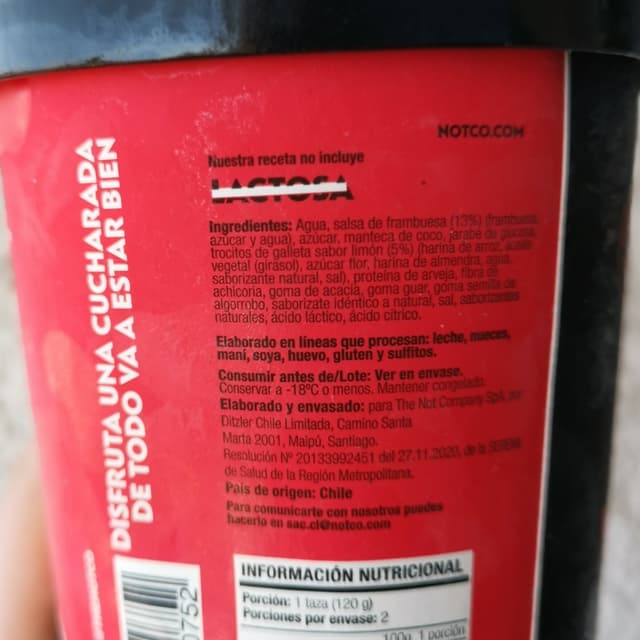 NOTCO.COM
Nuestra receta no incluye
LACTOSA
Ingredientes: Agua, salsa de frambuesa (13%) (frambuesa,
azúcar y agua), azúcar, manteca de coco, jarabe de glucosa,
trocitos de galleta sabor limón (5%) (harina de arroz, aceite
vegetal (girasol), azúcar flor, harina de almendra, agua,
saborizante natural, sal), proteína de arveja, fibra de
achicoria, goma de acacia, goma guar, goma semilla de
algorrobo, saborizate idéntico a natural, sal, saborizantes
naturales, ácido láctico, ácido cítrico.
Elaborado en líneas que procesan: leche, nueces,
maní, soya, huevo, gluten y sulfitos.
Consumir antes de/Lote: Ver en envase.
Conservar a -18ºC o menos. Mantener congelado.
Elaborado y envasado: para The Not Company SpA, por
Ditzler Chile Limitada, Camino Santa
Marta 2001, Maipú, Santiago.
Resolución Nº 20133992451 del 27.11.2020, de la SEREMI
de Salud de la Región Metropolitana.
País de origen: Chile
Para comunicarte con nosotros puedes
hacerlo en sac.cl@notco.com
DISFRUTA UNA CUCHARADA
DE TODO VA A ESTAR BIEN
0752
INFORMACIÓN NUTRICIONAL
Porción: 1 taza (120 g)
Porciones por envase: 2
100g 1 porción